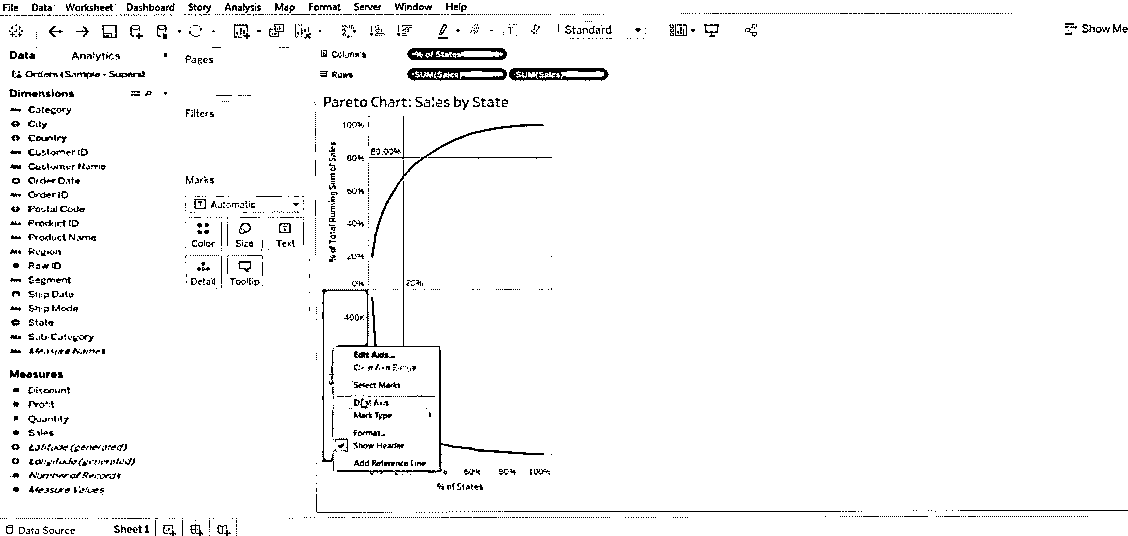 File Data Worksheet Dashboard Story Analysis Map Format Server Window Help
Standard
Show Me
Data Analytics
Orders (Sample - Supers
Dimensions
Category
City
Country
Customer ID
Customer Name
Order Date
Order ID
Postal Code
Product ID
Product Name
Region
Row ID
Segment
Ship Date
Ship Mode
State
Sub-Category
Measure Names
Measures
Discount
Profit
Quantity
Sales
Latitude (generated)
Longitude (generated)
Number of Records
Measure Values
Pages
Filters
Marks
Automatic
Color Size Text
Detail Tooltip
Columns % of States
Rows SUM(Sales) SUM(Sales)
Pareto Chart: Sales by State
% of Total Running Sum of Sales
100%
80%
80.00%
60%
40%
20%
0%
20%
400K
Edit Axis...
Clear Axis Range
Select Marks
Dual Axis
Mark Type
Format...
Show Header
Add Reference Line
60% 80% 100%
% of States
Data Source Sheet 1